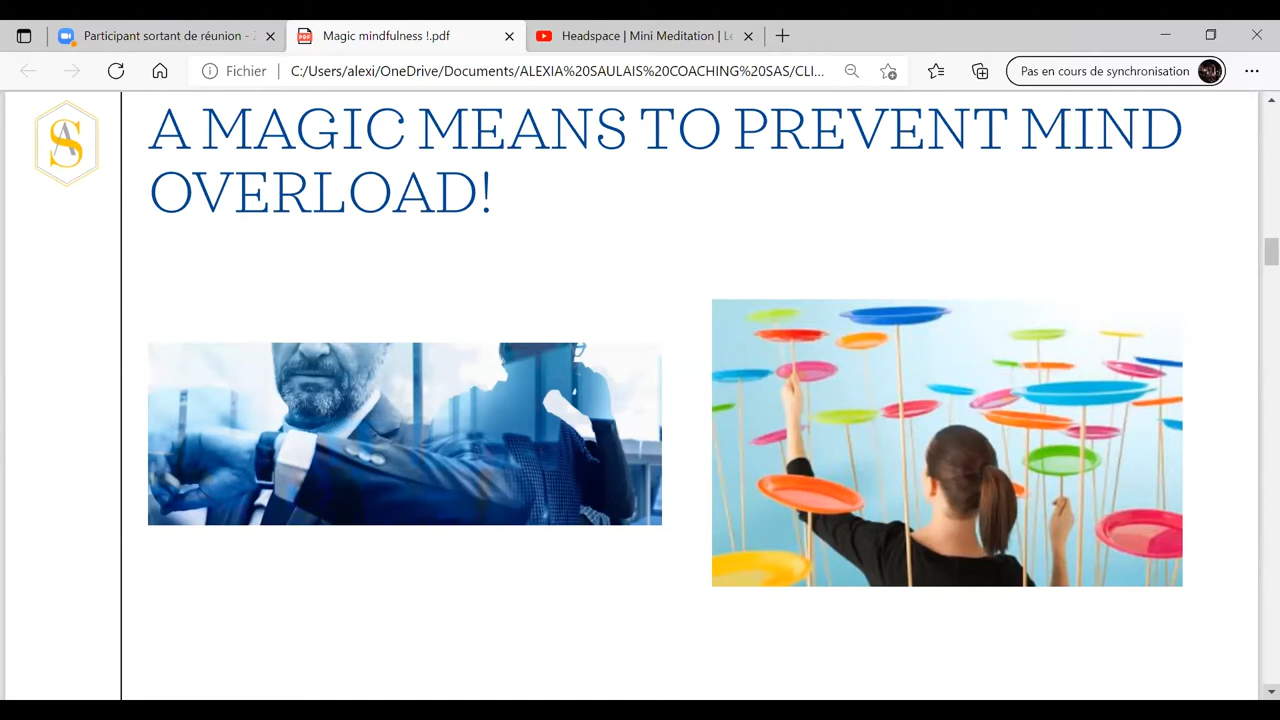 Participant sortant de réunion -
Magic mindfulness !.pdf
Headspace | Mini Meditation | Le
Fichier
C:/Users/alexi/OneDrive/Documents/ALEXIA%20SAULAIS%20COACHING%20SAS/CLI...
Pas en cours de synchronisation
A MAGIC MEANS TO PREVENT MIND
OVERLOAD!